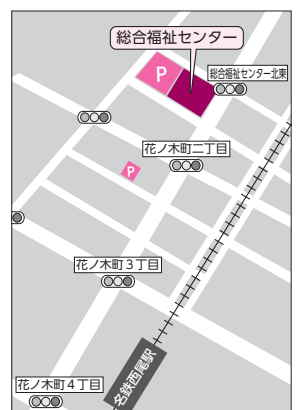 総合福祉センター
P
総合福祉センター北東
花ノ木町二丁目
P
花ノ木町3丁目
名鉄西尾駅
花ノ木町4丁目